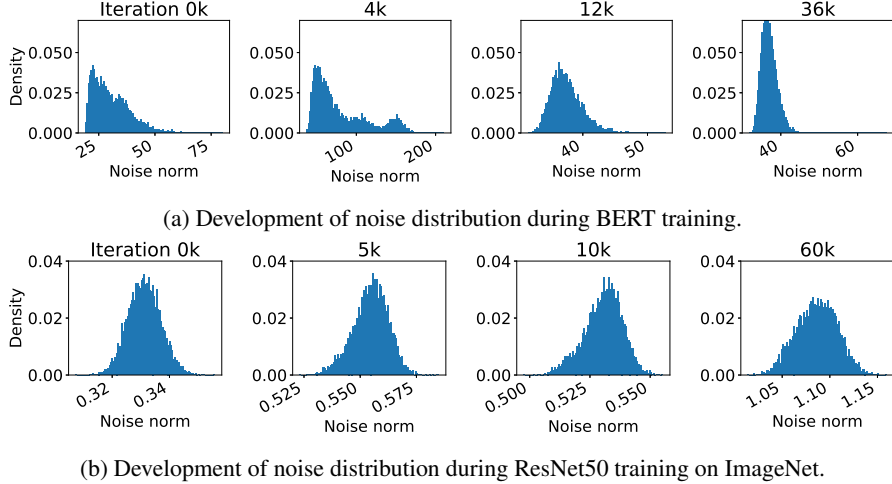 Iteration 0k 4k 12k 36k
Density
0.050 0.050 0.050 0.050
0.025 0.025 0.025 0.025
0.000 0.000 0.000 0.000
25 50 75 100 200 40 50 40 60
Noise norm Noise norm Noise norm Noise norm
(a) Development of noise distribution during BERT training.
Iteration 0k 5k 10k 60k
Density
0.04 0.04 0.04 0.04
0.02 0.02 0.02 0.02
0.00 0.00 0.00 0.00
0.32 0.34 0.525 0.550 0.575 0.500 0.525 0.550 1.05 1.10 1.15
Noise norm Noise norm Noise norm Noise norm
(b) Development of noise distribution during ResNet50 training on ImageNet.